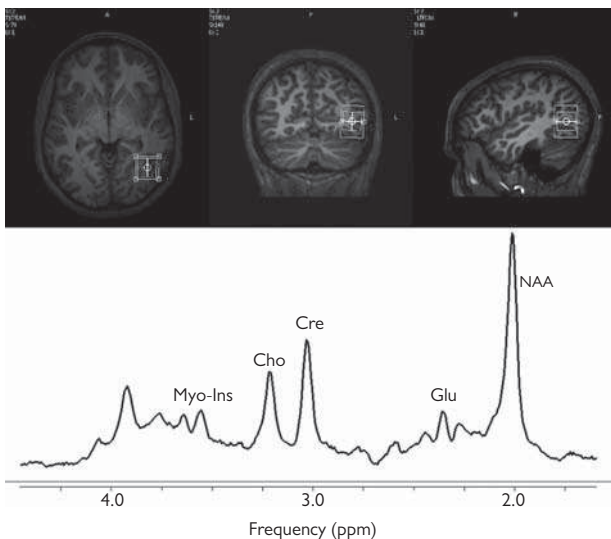 A
L
P
L
R
P
NAA
Cre
Cho
Myo-Ins
Glu
4.0
3.0
2.0
Frequency (ppm)